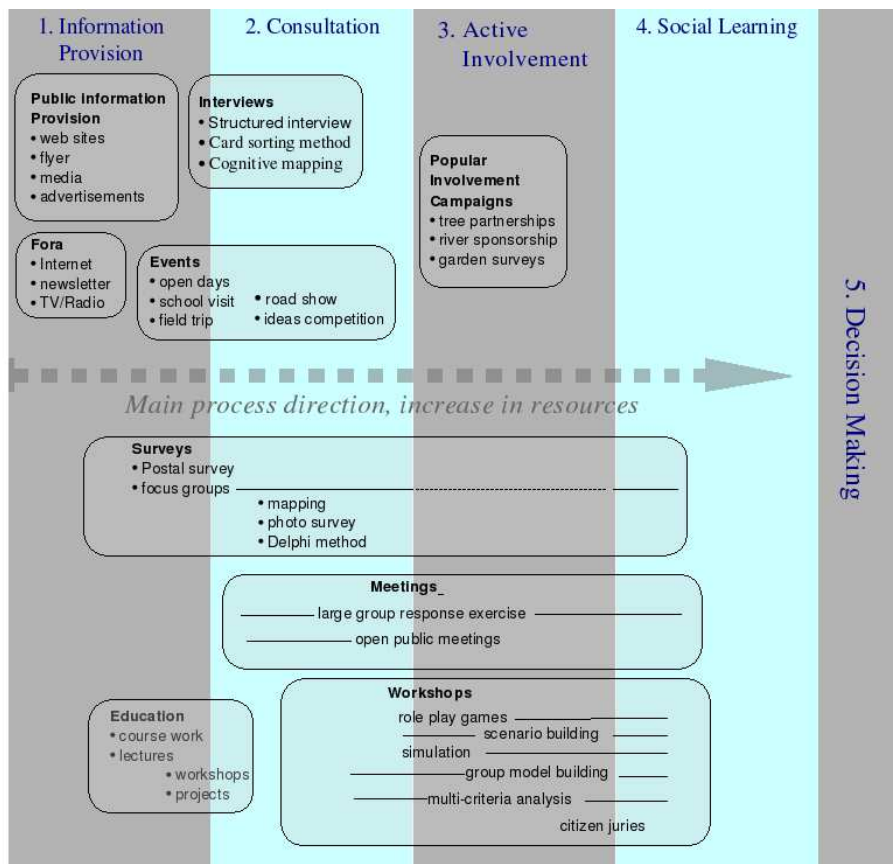 1. Information
Provision
2. Consultation
3. Active
Involvement
4. Social Learning
5. Decision Making
Public Information
Provision
• web sites
• flyer
• media
• advertisements
Interviews
• Structured interview
• Card sorting method
• Cognitive mapping
Popular
Involvement
Campaigns
• tree partnerships
• river sponsorship
• garden surveys
Fora
• Internet
• newsletter
• TV/Radio
Events
• open days
• school visit
• field trip
• road show
• ideas competition
Main process direction, increase in resources
Surveys
• Postal survey
• focus groups
• mapping
• photo survey
• Delphi method
Meetings_
large group response exercise
open public meetings
Education
• course work
• lectures
• workshops
• projects
Workshops
role play games
scenario building
simulation
group model building
multi-criteria analysis
citizen juries